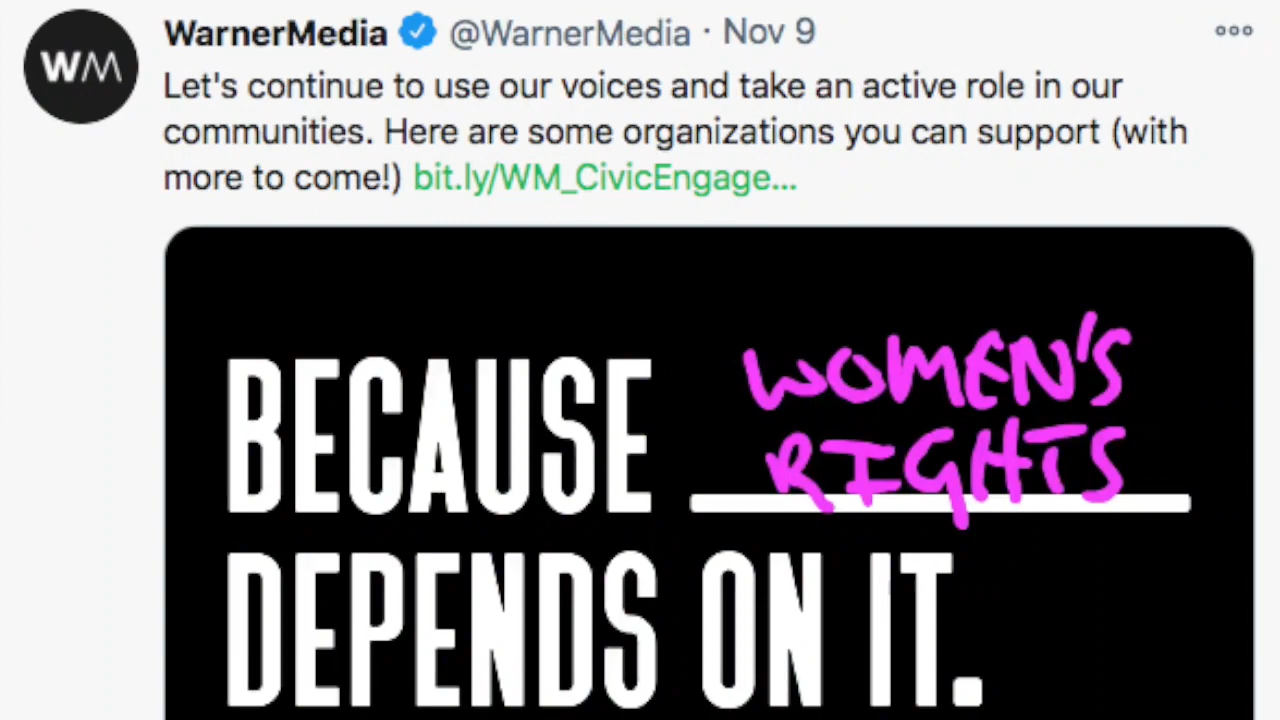 WM
WarnerMedia @WarnerMedia · Nov 9
Let's continue to use our voices and take an active role in our
communities. Here are some organizations you can support (with
more to come!) bit.ly/WM_CivicEngage...
WOMEN'S
RIGHTS
BECAUSE
DEPENDS ON IT.